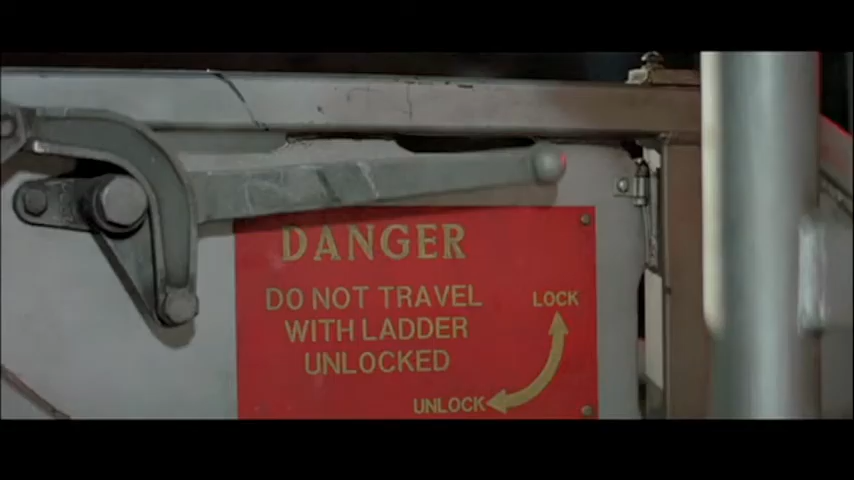 DANGER
DO NOT TRAVEL
WITH LADDER
UNLOCKED
LOCK
UNLOCK